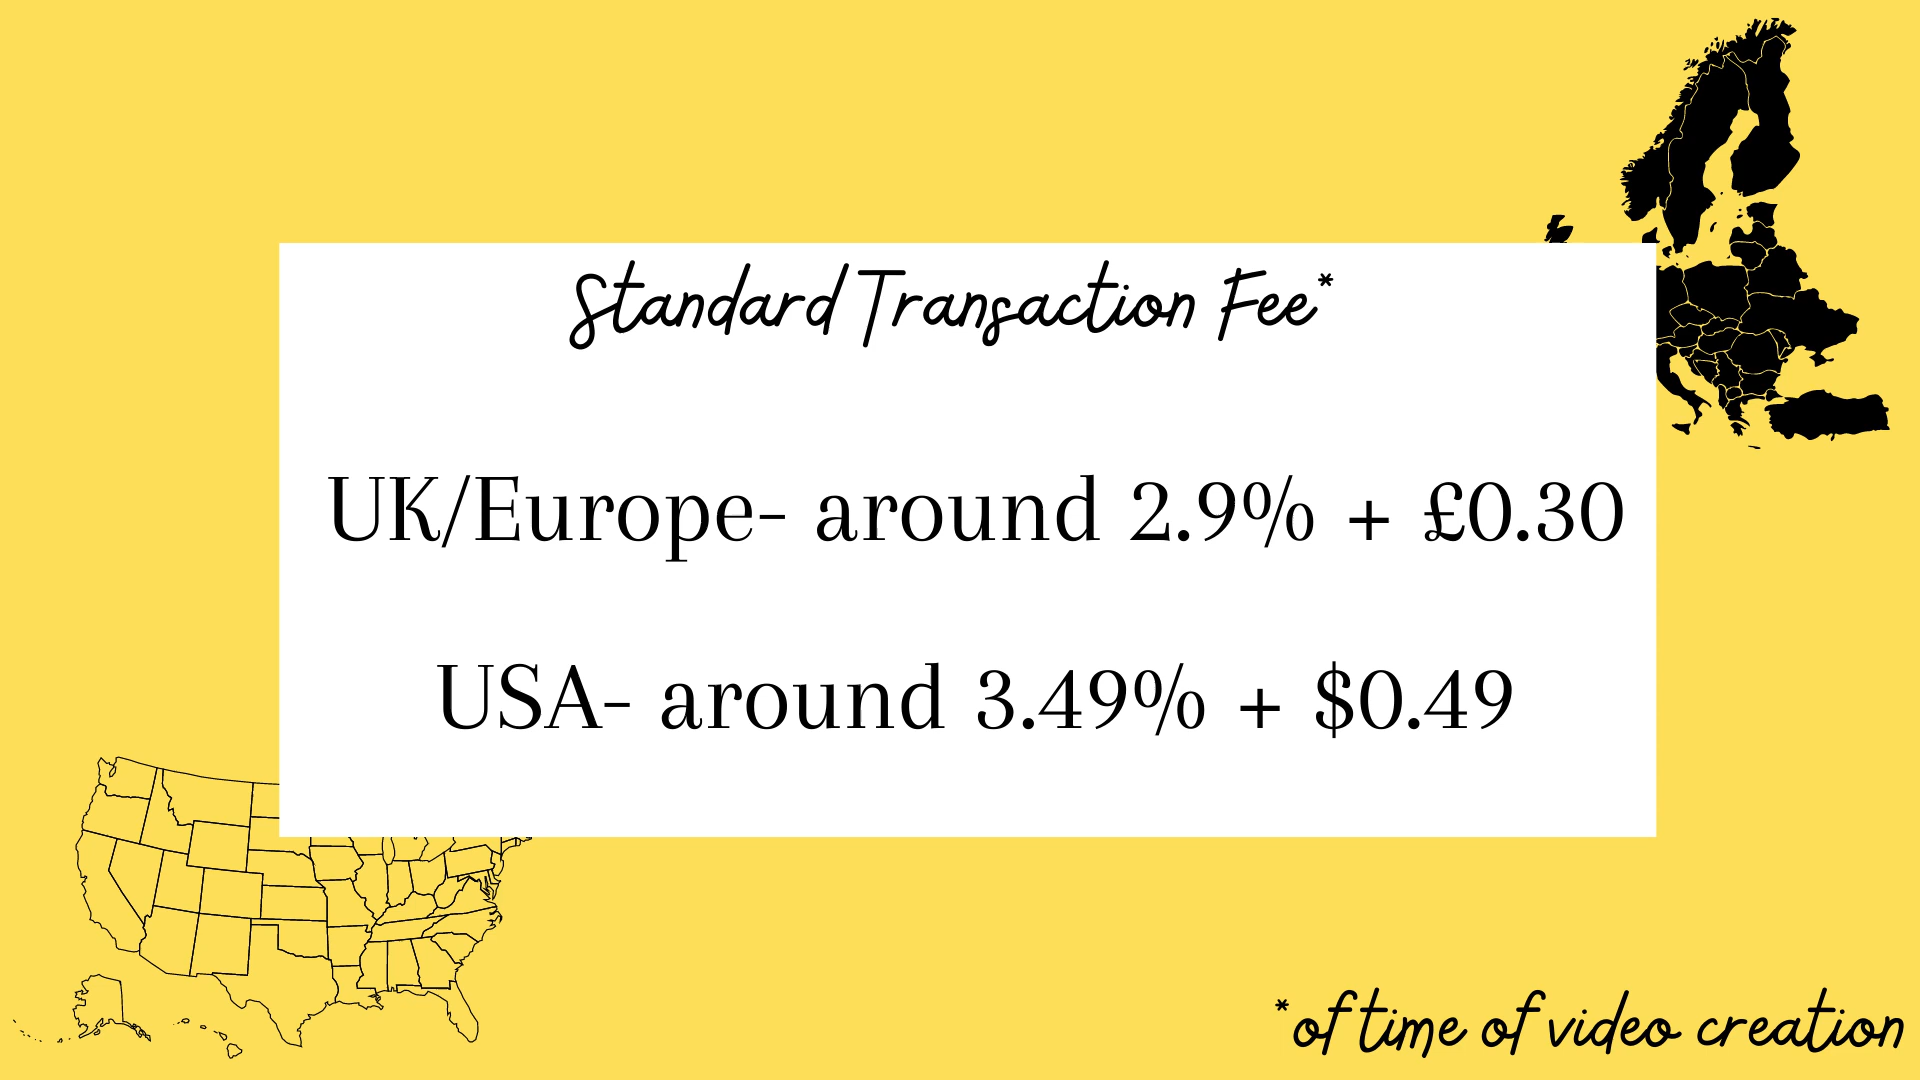 Standard Transaction Fee*
UK/Europe- around 2.9% + £0.30
USA- around 3.49% + $0.49
*of time of video creation